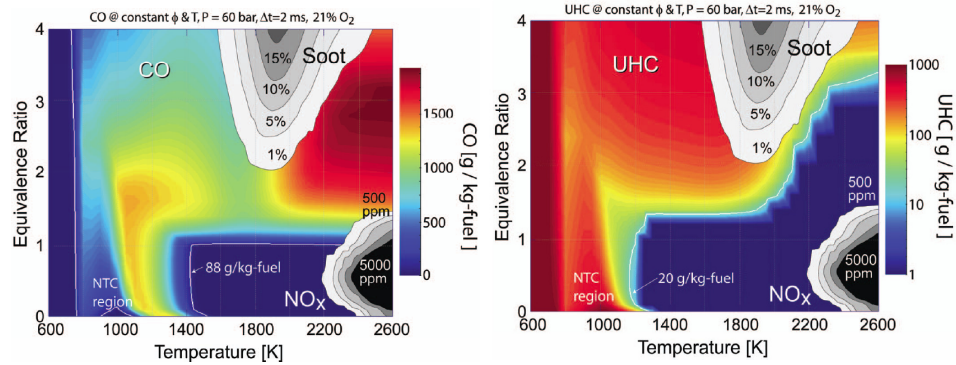 CO @ constant ϕ & T, P = 60 bar, Δt=2 ms, 21% O₂
4
3
2
1
0
Equivalence Ratio
CO
Soot
15%
10%
5%
1%
500 ppm
5000 ppm
88 g/kg-fuel
NTC region
NOx
600 1000 1400 1800 2200 2600
Temperature [K]
1500
1000
500
0
CO [g / kg-fuel ]
UHC @ constant ϕ & T, P = 60 bar, Δt=2 ms, 21% O₂
4
3
2
1
0
Equivalence Ratio
UHC
Soot
15%
10%
5%
1%
500 ppm
5000 ppm
20 g/kg-fuel
NTC region
NOx
600 1000 1400 1800 2200 2600
Temperature [K]
1000
100
10
1
UHC [g / kg-fuel]